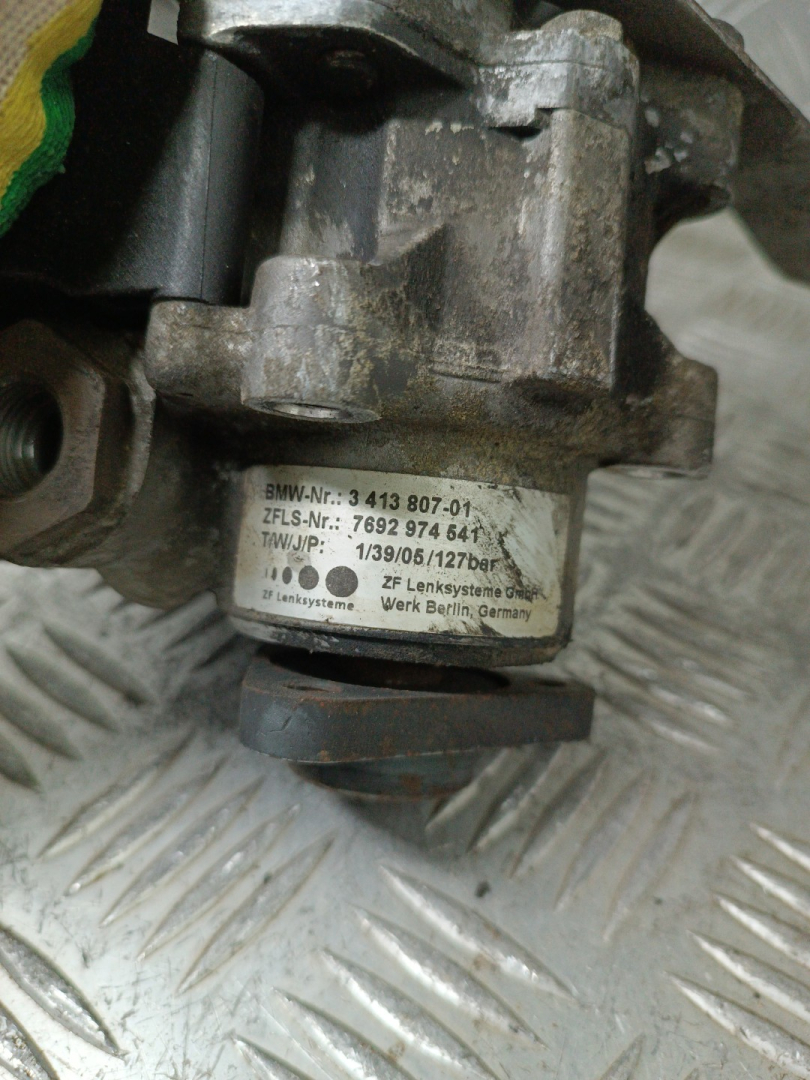 BMW-Nr.: 3 413 807-01
ZFLS-Nr.: 7692 974 541
T/W/J/P: 1/39/05/127bar
ZF Lenksysteme GmbH
ZF Lenksysteme Werk Berlin, Germany